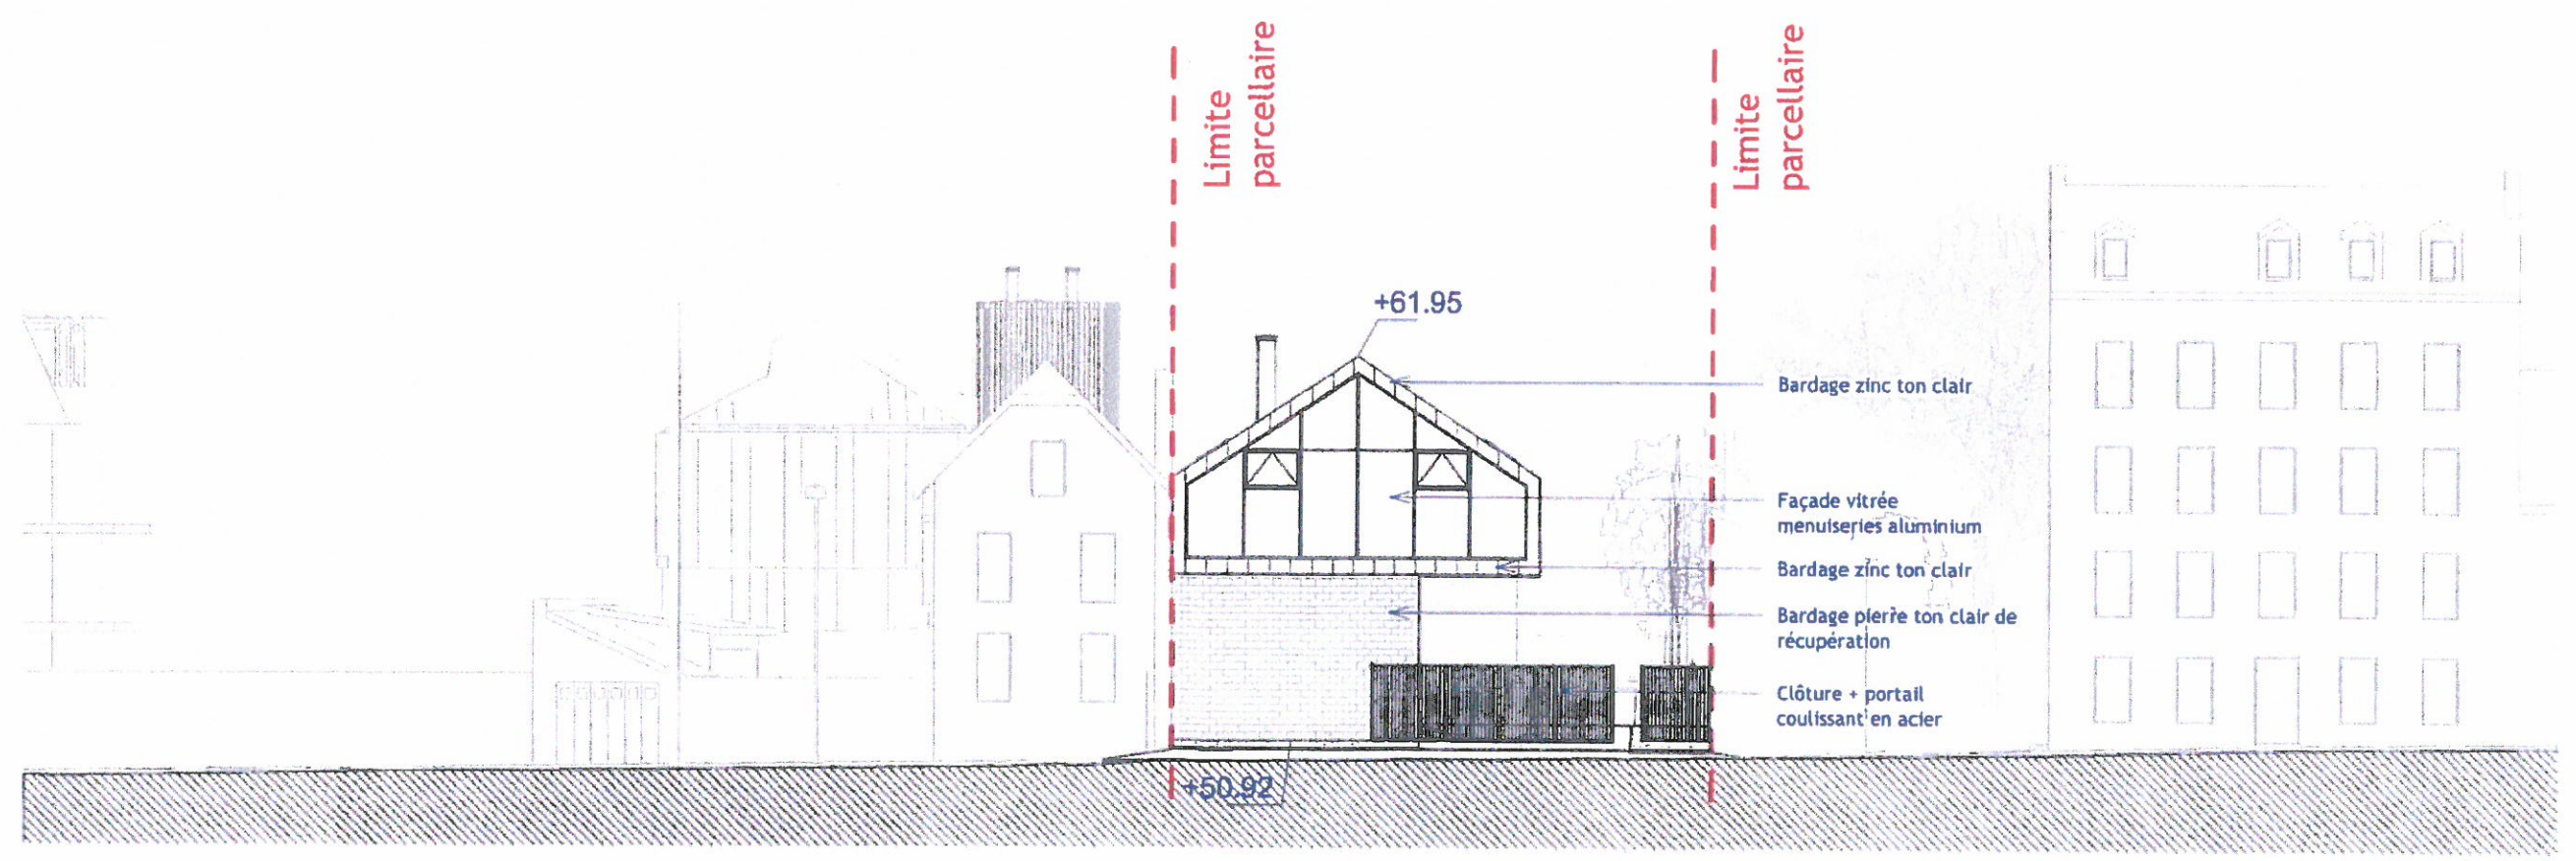 Limite
parcellaire
Limite
parcellaire
+61.95
Bardage zinc ton clair
Façade vitrée
menuiseries aluminium
Bardage zinc ton clair
Bardage pierre ton clair de
récupération
Clôture + portail
coulissant en acier
+50.92